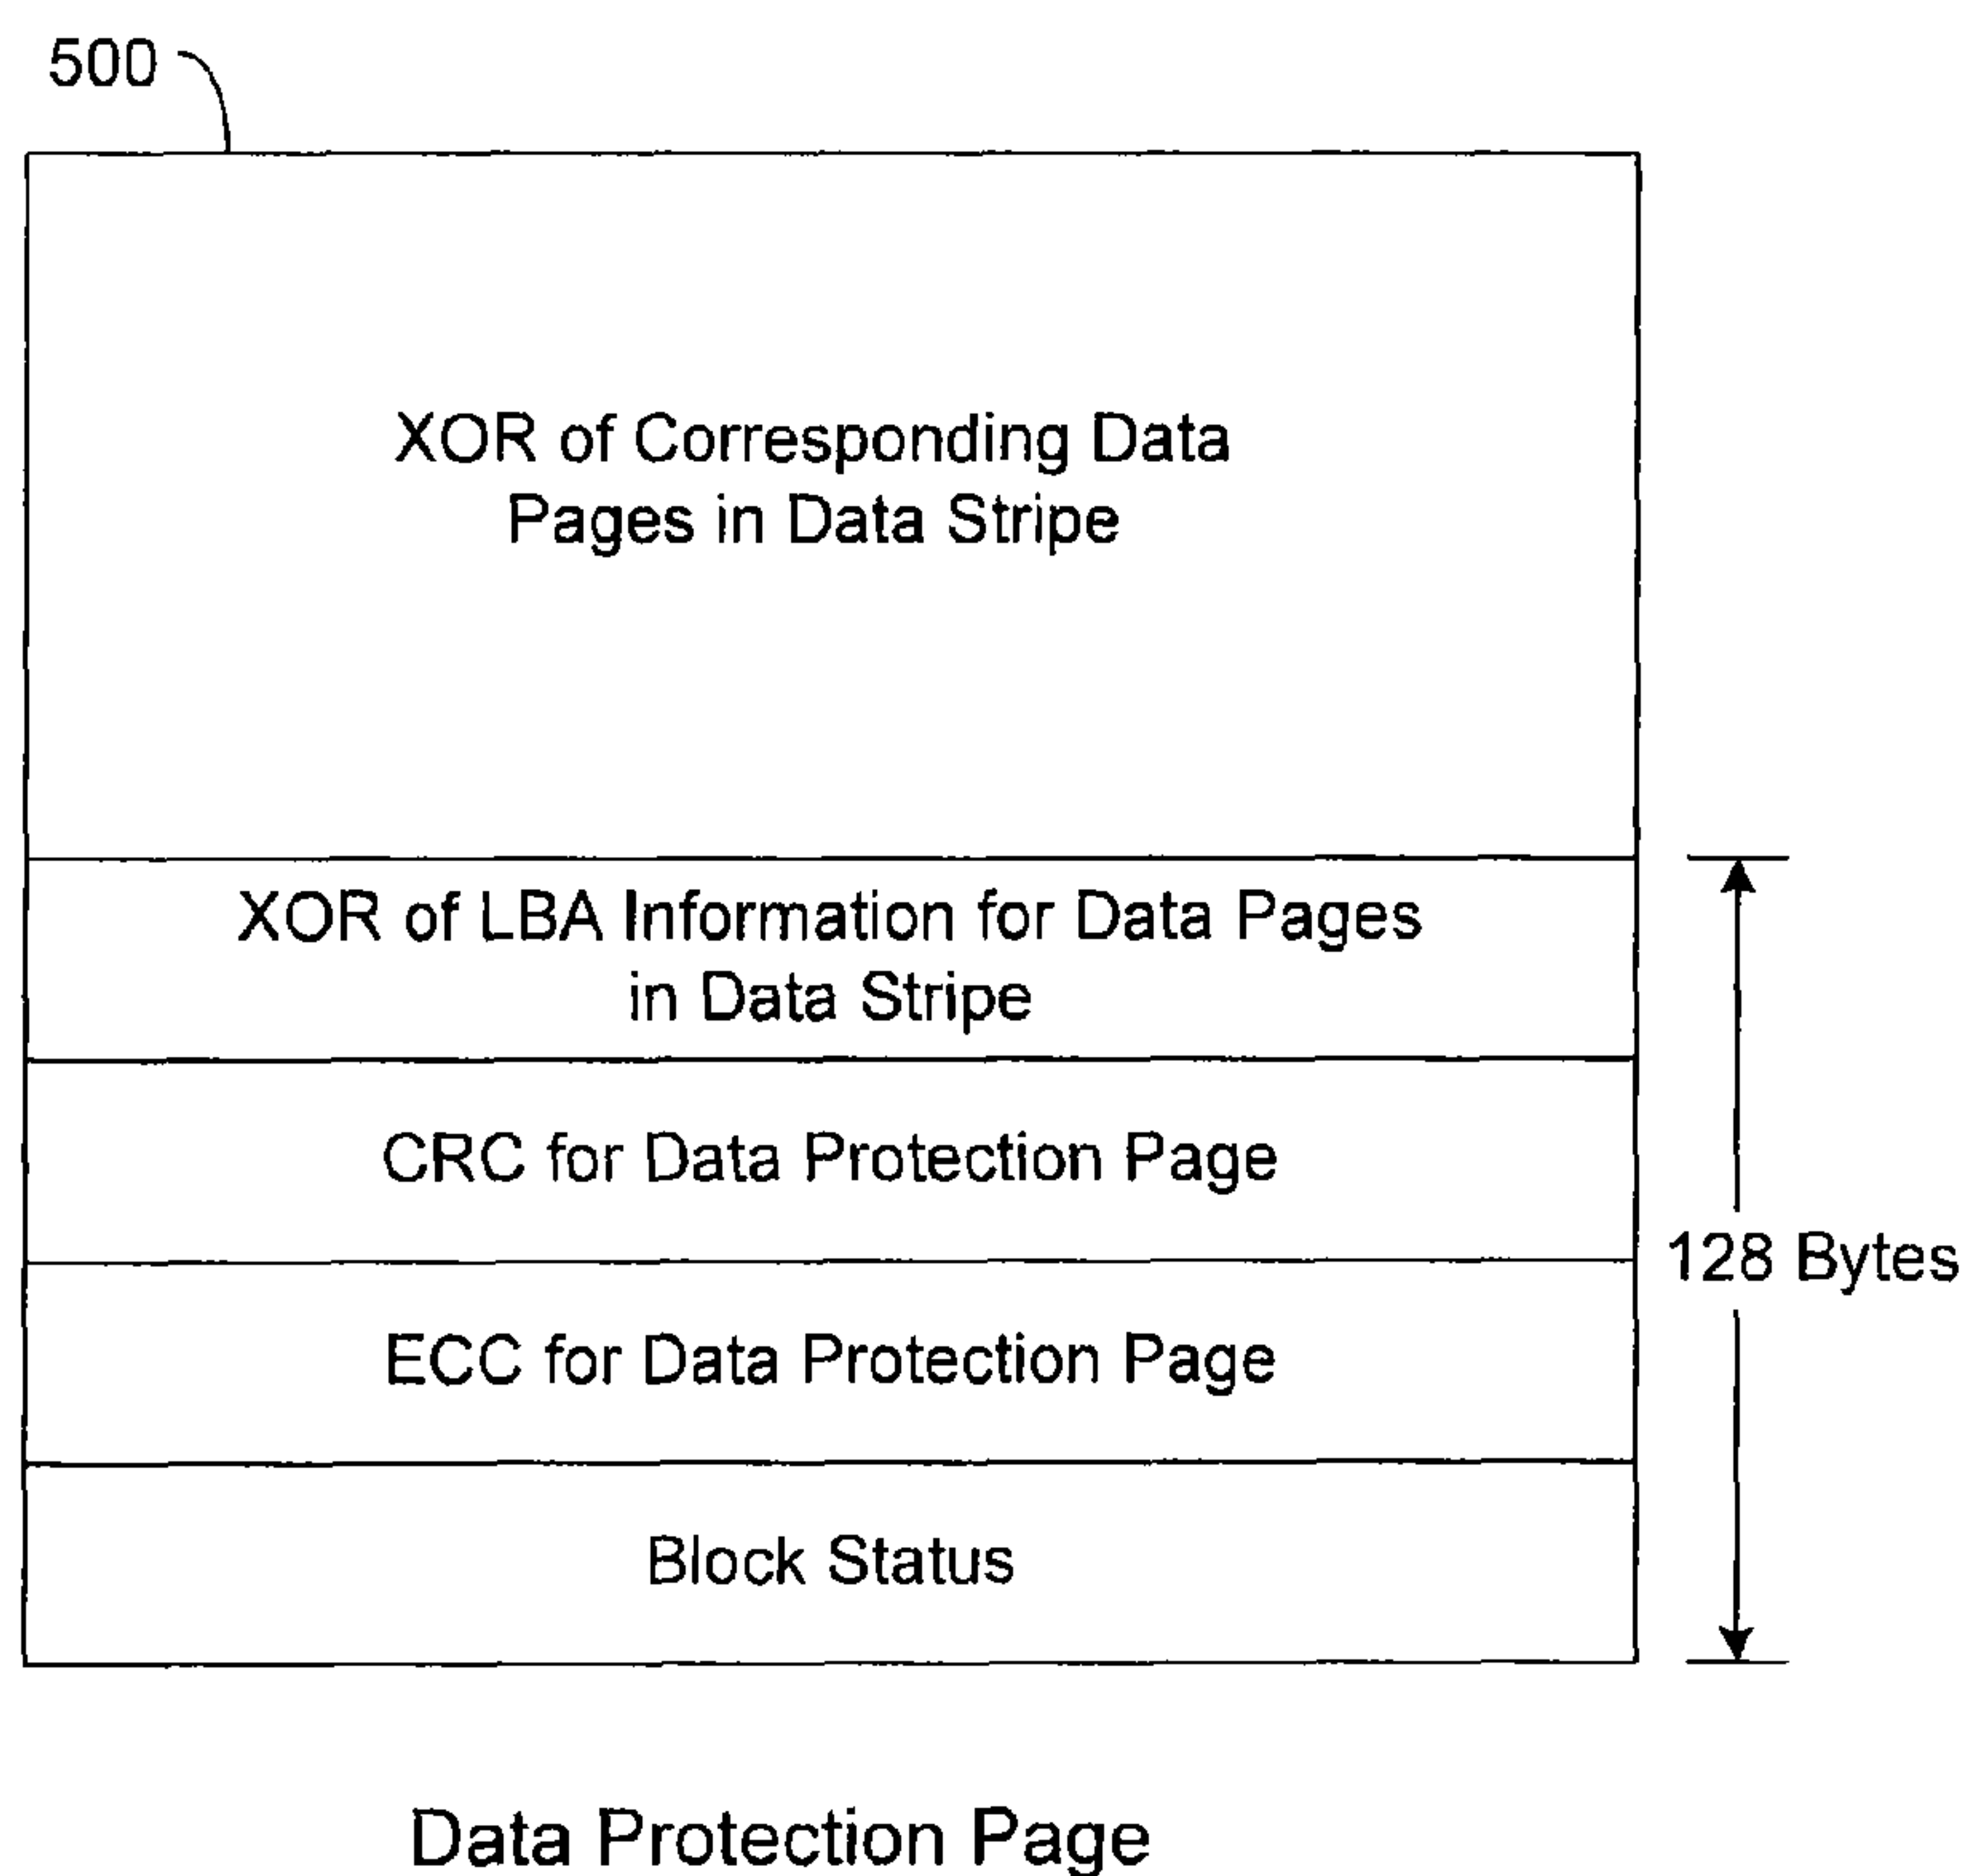 500
XOR of Corresponding Data
Pages in Data Stripe
XOR of LBA Information for Data Pages
in Data Stripe
CRC for Data Protection Page
128 Bytes
ECC for Data Protection Page
Block Status
Data Protection Page